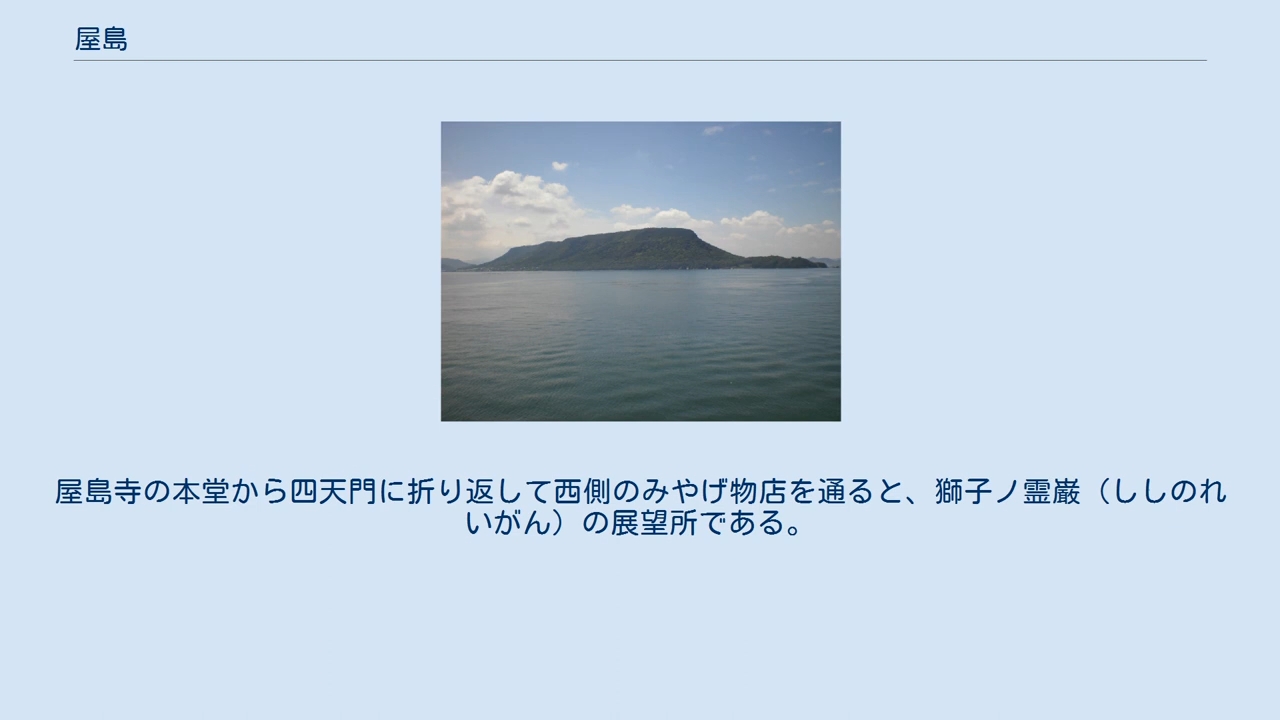 屋島
屋島寺の本堂から四天門に折り返して西側のみやげ物店を通ると、獅子ノ霊巌（ししのれ
いがん）の展望所である。